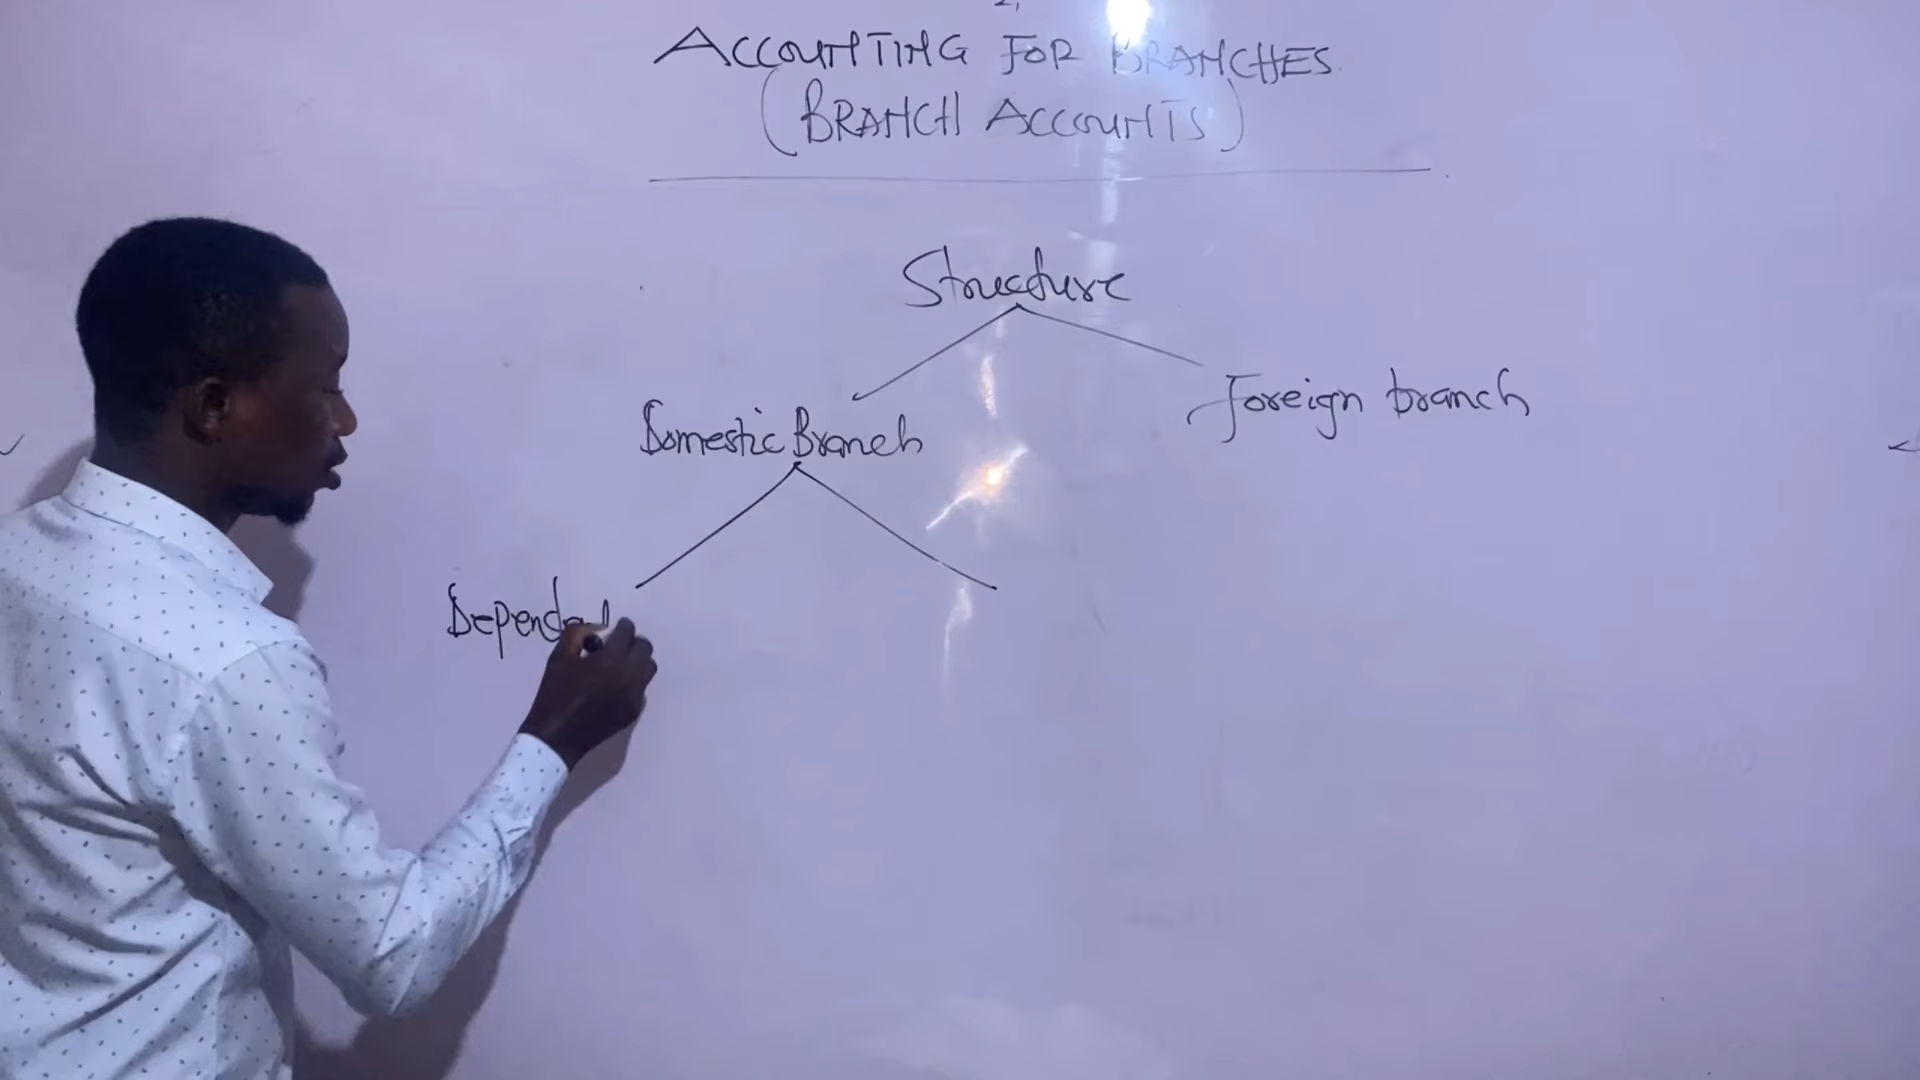 ACCOUNTING FOR BRANCHES.
(BRANCH ACCOUNTS)
Structure
Foreign branch
Domestic Branch